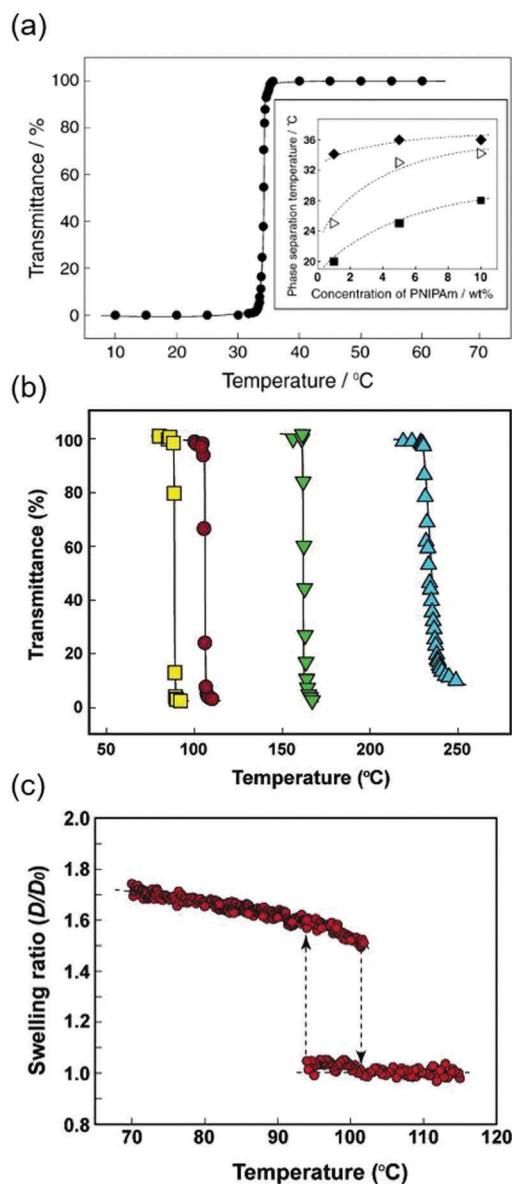 (a)
100
80
60
40
20
0
Transmittance / %
10 20 30 40 50 60 70
Temperature / °C
40
36
32
28
24
20
Phase separation temperature / °C
0 2 4 6 8 10
Concentration of PNIPAm / wt%
(b)
100
80
60
40
20
0
Transmittance (%)
50 100 150 200 250
Temperature (°C)
(c)
2.0
1.8
1.6
1.4
1.2
1.0
0.8
Swelling ratio (D/D0)
70 80 90 100 110 120
Temperature (°C)